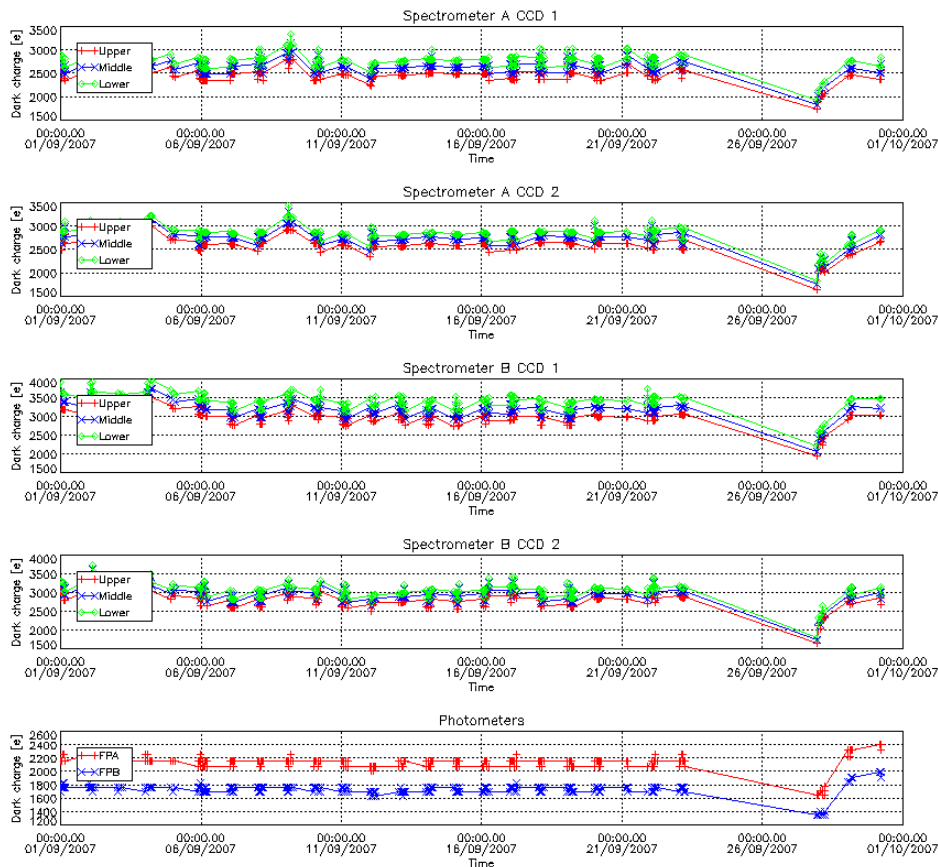 Spectrometer A CCD 1
Dark charge [e]
3500
3000
2500
2000
1500
Upper
Middle
Lower
00:00.00 00:00.00 00:00.00 00:00.00 00:00.00 00:00.00 00:00.00
01/09/2007 06/09/2007 11/09/2007 16/09/2007 21/09/2007 26/09/2007 01/10/2007
Time
Spectrometer A CCD 2
Dark charge [e]
3500
3000
2500
2000
1500
Upper
Middle
Lower
00:00.00 00:00.00 00:00.00 00:00.00 00:00.00 00:00.00 00:00.00
01/09/2007 06/09/2007 11/09/2007 16/09/2007 21/09/2007 26/09/2007 01/10/2007
Time
Spectrometer B CCD 1
Dark charge [e]
4000
3500
3000
2500
2000
1500
Upper
Middle
Lower
00:00.00 00:00.00 00:00.00 00:00.00 00:00.00 00:00.00 00:00.00
01/09/2007 06/09/2007 11/09/2007 16/09/2007 21/09/2007 26/09/2007 01/10/2007
Time
Spectrometer B CCD 2
Dark charge [e]
4000
3500
3000
2500
2000
1500
Upper
Middle
Lower
00:00.00 00:00.00 00:00.00 00:00.00 00:00.00 00:00.00 00:00.00
01/09/2007 06/09/2007 11/09/2007 16/09/2007 21/09/2007 26/09/2007 01/10/2007
Time
Photometers
Dark charge [e]
2600
2400
2200
2000
1800
1600
1400
1200
FPA
FPB
00:00.00 00:00.00 00:00.00 00:00.00 00:00.00 00:00.00 00:00.00
01/09/2007 06/09/2007 11/09/2007 16/09/2007 21/09/2007 26/09/2007 01/10/2007
Time